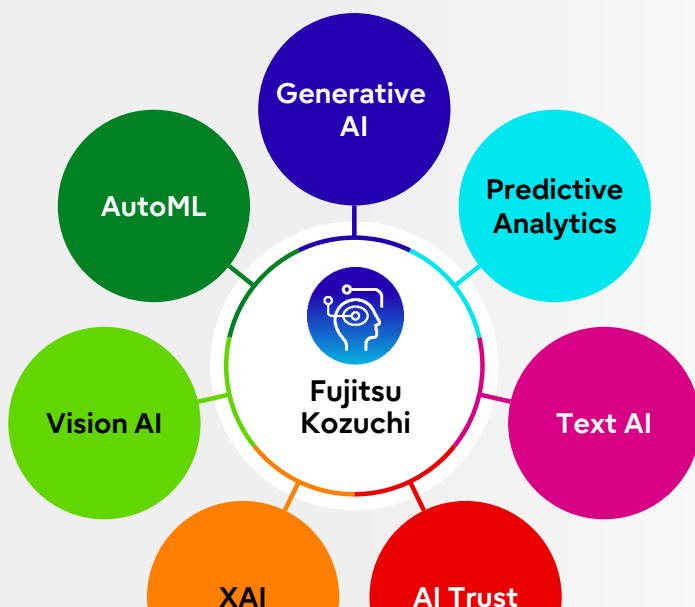 Generative
AI
AutoML
Predictive
Analytics
Fujitsu
Kozuchi
Vision AI
Text AI
XAI
AI Trust